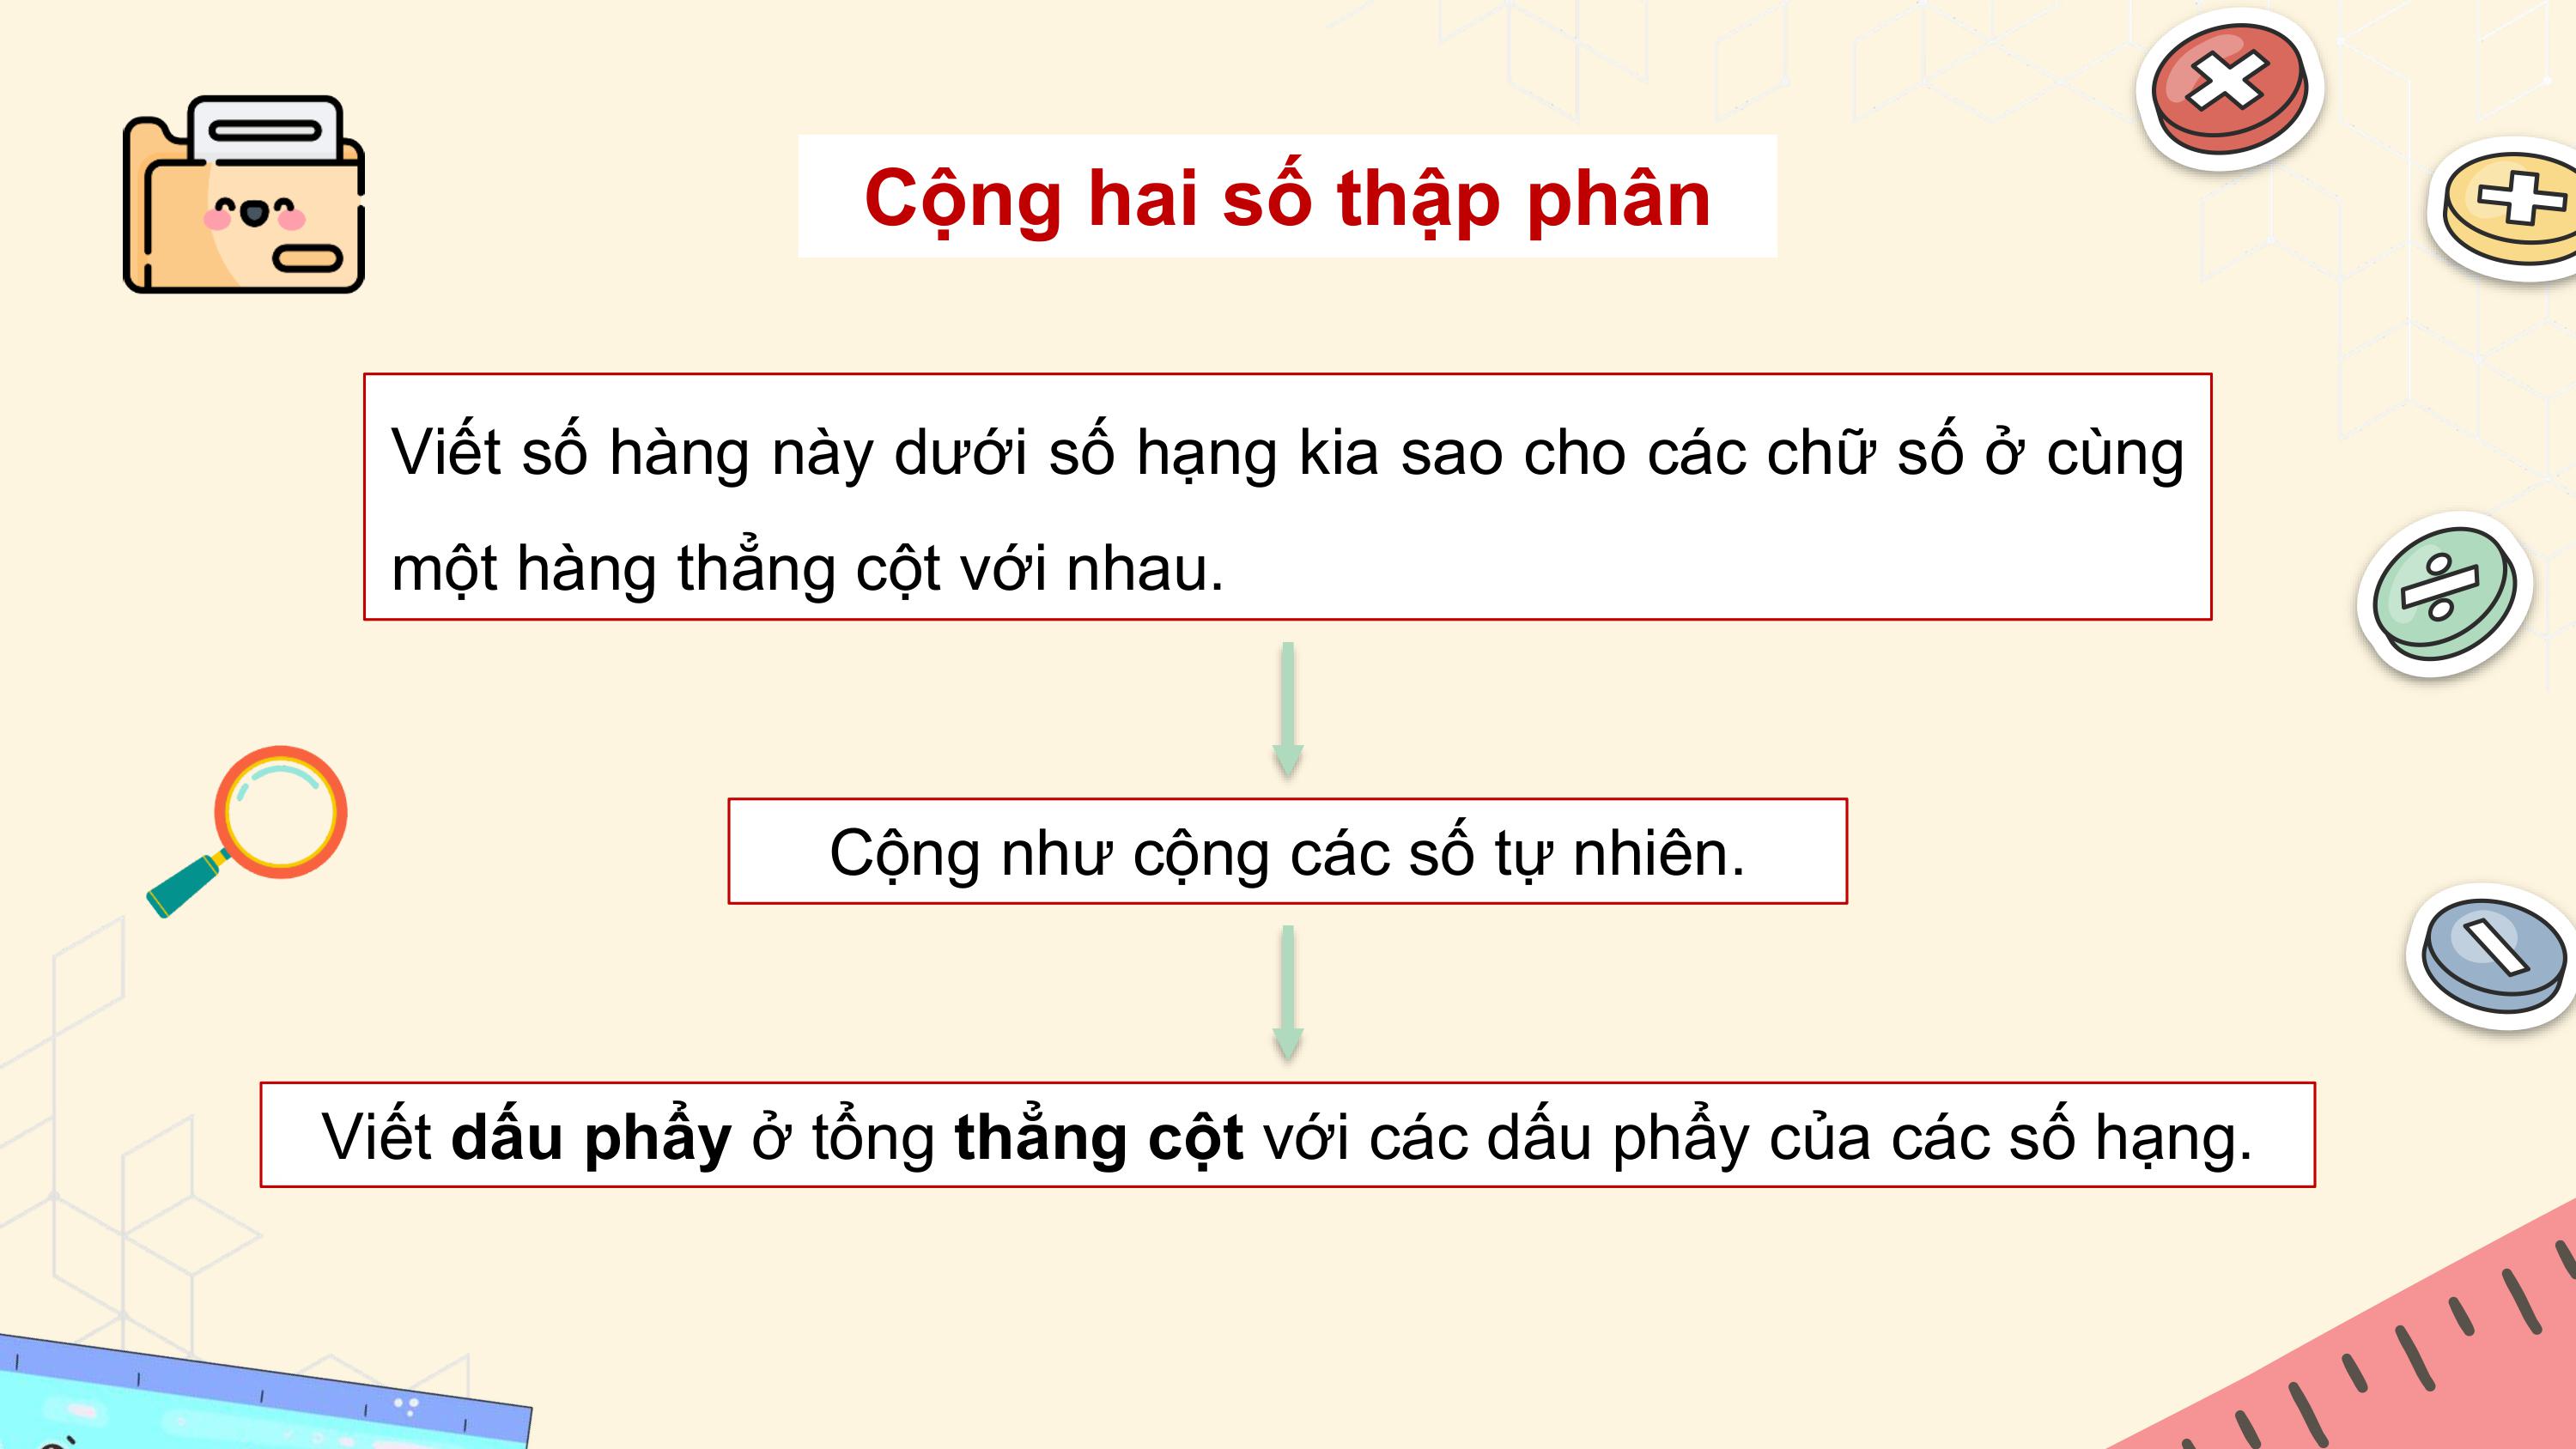 Cộng hai số thập phân
Viết số hàng này dưới số hạng kia sao cho các chữ số ở cùng
một hàng thẳng cột với nhau.
Cộng như cộng các số tự nhiên.
Viết dấu phẩy ở tổng thẳng cột với các dấu phẩy của các số hạng.